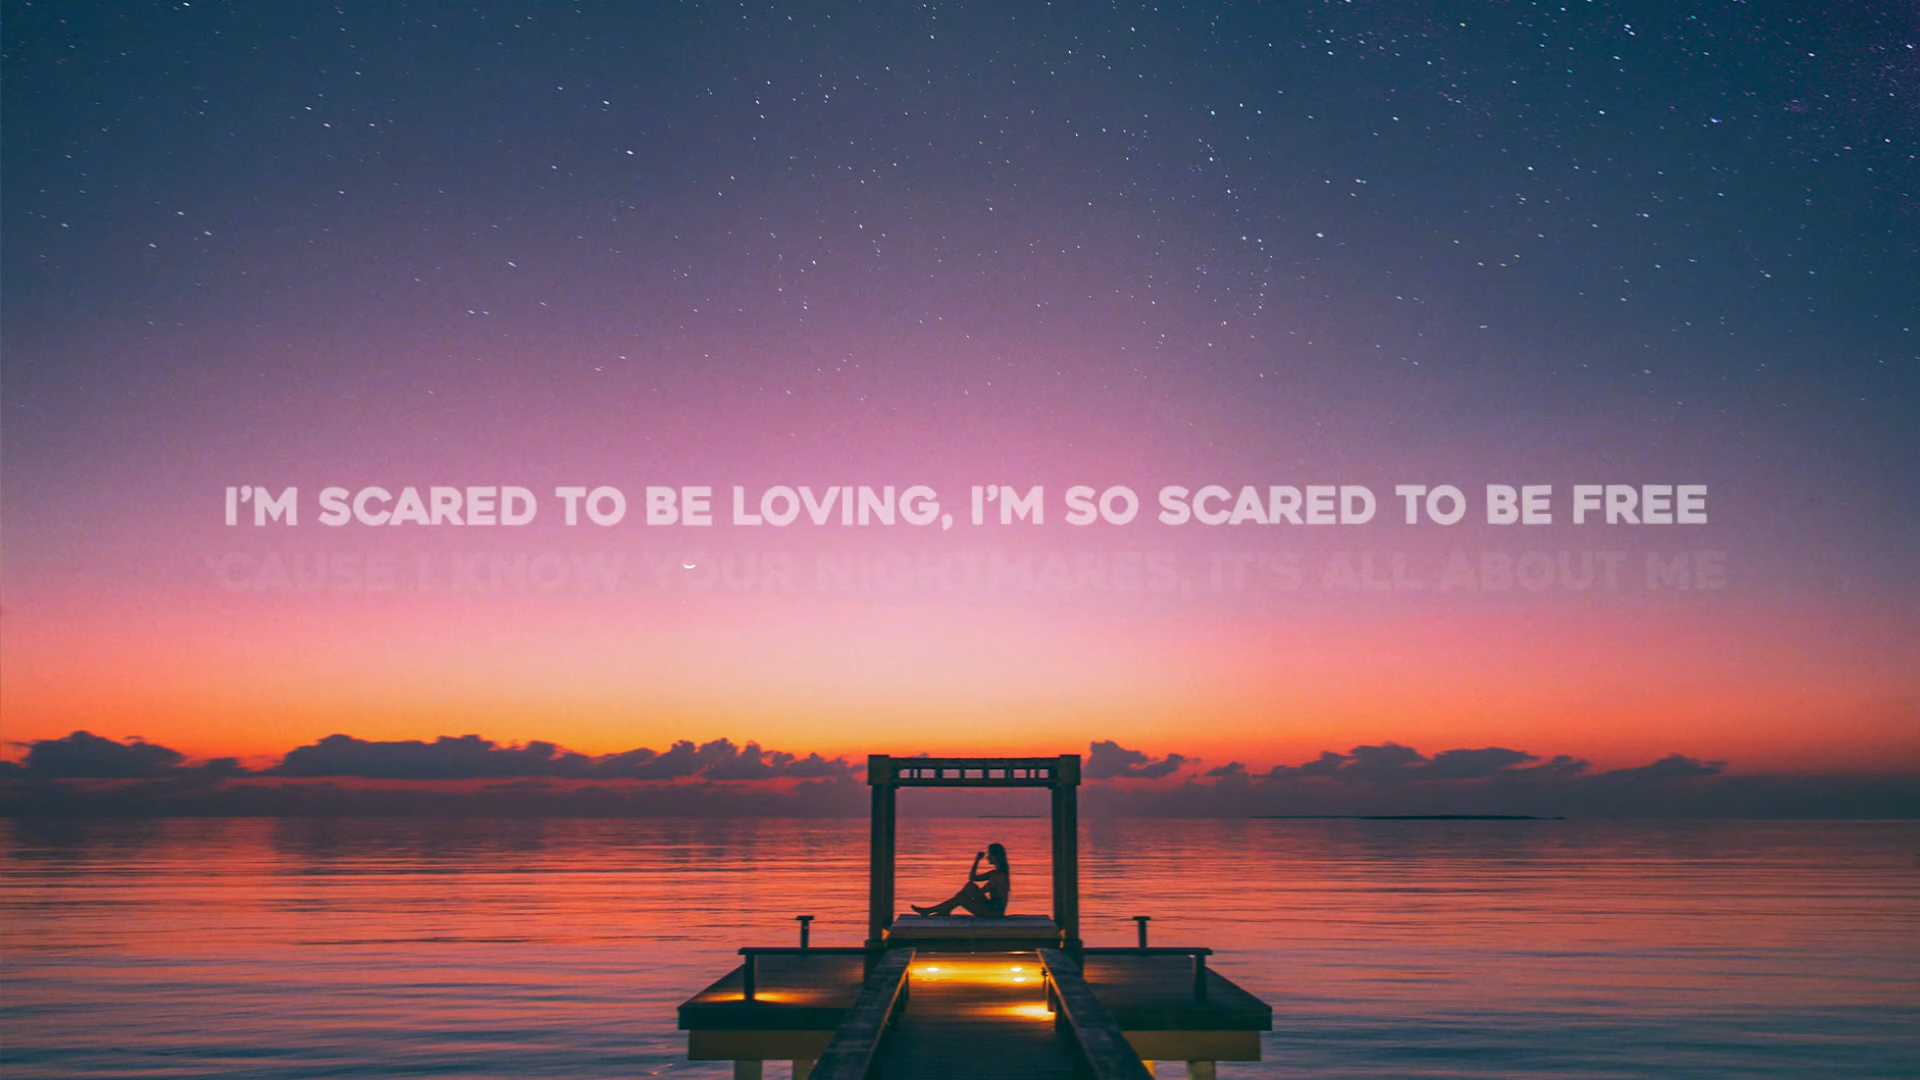 I'M SCARED TO BE LOVING, I'M SO SCARED TO BE FREE
'CAUSE I KNOW YOUR NIGHTMARES, IT'S ALL ABOUT ME